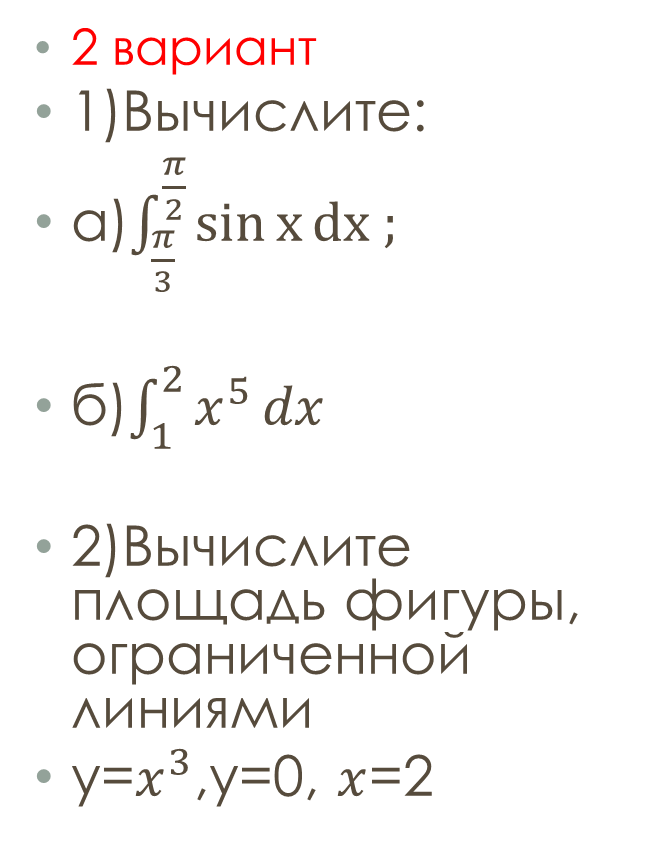 • 2 вариант
• 1)Вычислите:
• а)∫_{π/3}^{π/2} sin x dx ;
• б)∫_1^2 x^5 dx
• 2)Вычислите
площадь фигуры,
ограниченной
линиями
• y=x^3,y=0, x=2